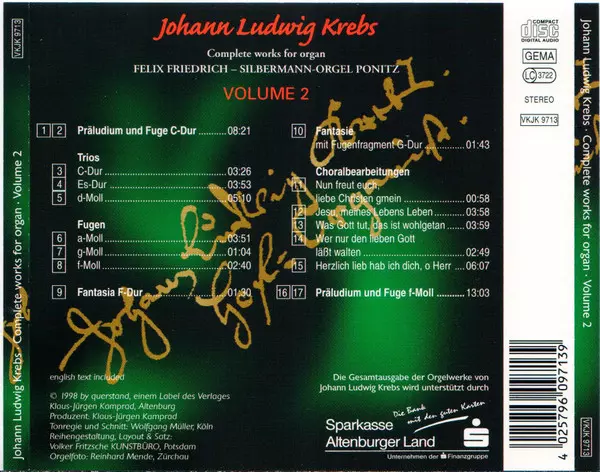 VKJK 9713
Johann Ludwig Krebs · Complete works for organ · Volume 2
Johann Ludwig Krebs
Complete works for organ
FELIX FRIEDRICH – SILBERMANN-ORGEL PONITZ
VOLUME 2
1 2 Präludium und Fuge C-Dur .......... 08:21
Trios
3 C-Dur .......... 03:26
4 Es-Dur .......... 03:53
5 d-Moll .......... 05:10
Fugen
6 a-Moll .......... 03:51
7 g-Moll .......... 01:04
8 f-Moll .......... 02:40
9 Fantasia F-Dur .......... 01:30
10 Fantasie
mit Fugenfragment G-Dur .......... 01:43
Choralbearbeitungen
11 Nun freut euch,
liebe Christen gmein .......... 00:58
12 Jesu, meines Lebens Leben .......... 00:58
13 Was Gott tut, das ist wohlgetan .......... 03:59
14 Wer nur den lieben Gott
läßt walten .......... 02:49
15 Herzlich lieb hab ich dich, o Herr .... 06:07
16 17 Präludium und Fuge f-Moll .......... 13:03
english text included
© 1998 by querstand, einem Label des Verlages
Klaus-Jürgen Kamprad, Altenburg
Produzent: Klaus-Jürgen Kamprad
Tonregie und Schnitt: Wolfgang Müller, Köln
Reihengestaltung, Layout & Satz:
Volker Fritzsche KUNSTBÜRO, Potsdam
Orgelfoto: Reinhard Mende, Zürchau
Die Gesamtausgabe der Orgelwerke von
Johann Ludwig Krebs wird unterstützt durch
Die Bank
mit den guten Karten
Sparkasse
Altenburger Land
Unternehmen der Finanzgruppe
COMPACT
disc
DIGITAL AUDIO
GEMA
LC 3722
STEREO
VKJK 9713
4 025796 097139
Johann Ludwig Krebs · Complete works for organ · Volume 2
VKJK 9713